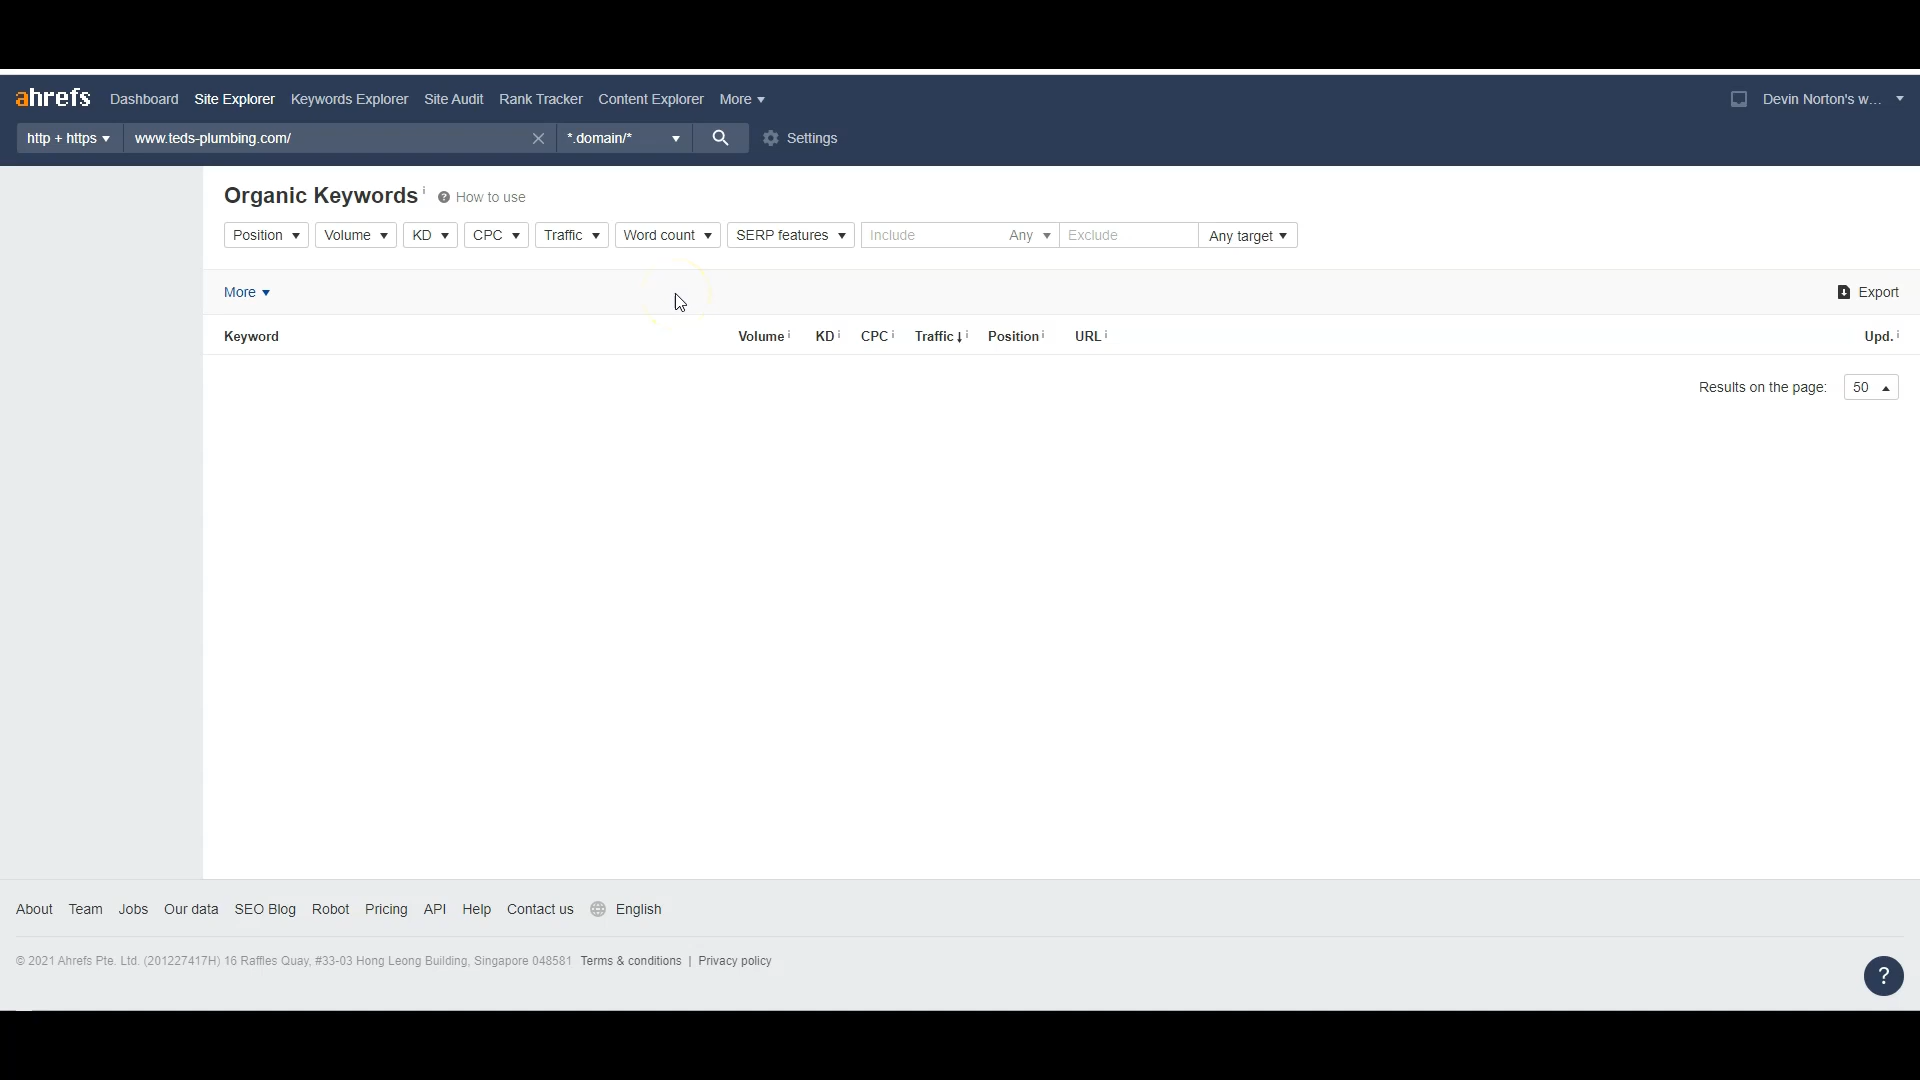 ahrefs Dashboard Site Explorer Keywords Explorer Site Audit Rank Tracker Content Explorer More Devin Norton's w...
http + https www.teds-plumbing.com/ *.domain/* Settings
Organic Keywords i ? How to use
Position Volume KD CPC Traffic Word count SERP features Include Any Exclude Any target
More Export
Keyword Volume i KD i CPC i Traffic ↓ i Position i URL i Upd. i
Results on the page: 50
About Team Jobs Our data SEO Blog Robot Pricing API Help Contact us English
© 2021 Ahrefs Pte. Ltd. (201227417H) 16 Raffles Quay, #33-03 Hong Leong Building, Singapore 048581 Terms & conditions | Privacy policy
?